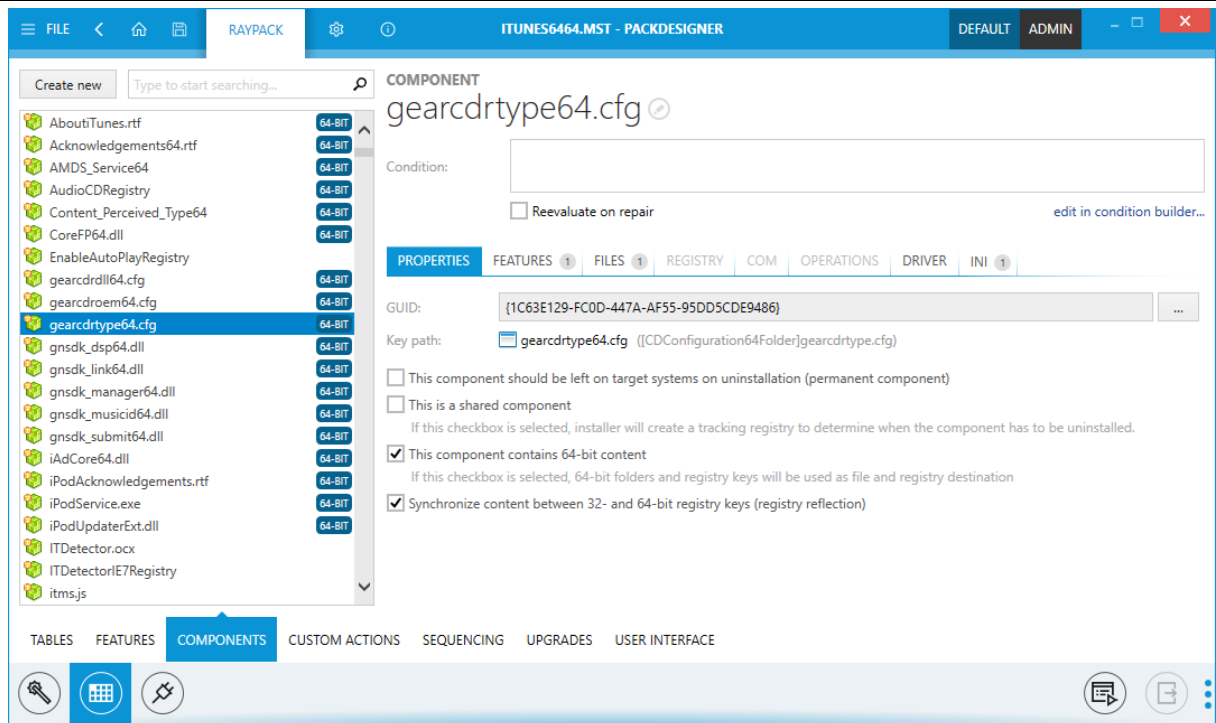 FILE RAYPACK ITUNES6464.MST - PACKDESIGNER DEFAULT ADMIN
Create new Type to start searching...
AboutiTunes.rtf 64-BIT
Acknowledgements64.rtf 64-BIT
AMDS_Service64 64-BIT
AudioCDRegistry 64-BIT
Content_Perceived_Type64 64-BIT
CoreFP64.dll 64-BIT
EnableAutoPlayRegistry
gearcdrdll64.cfg 64-BIT
gearcdroem64.cfg 64-BIT
gearcdrtype64.cfg 64-BIT
gnsdk_dsp64.dll 64-BIT
gnsdk_link64.dll 64-BIT
gnsdk_manager64.dll 64-BIT
gnsdk_musicid64.dll 64-BIT
gnsdk_submit64.dll 64-BIT
iAdCore64.dll 64-BIT
iPodAcknowledgements.rtf 64-BIT
iPodService.exe 64-BIT
iPodUpdaterExt.dll 64-BIT
ITDetector.ocx
ITDetectorIE7Registry
itms.js
COMPONENT
gearcdrtype64.cfg
Condition:
Reevaluate on repair edit in condition builder...
PROPERTIES FEATURES 1 FILES 1 REGISTRY COM OPERATIONS DRIVER INI 1
GUID: {1C63E129-FC0D-447A-AF55-95DD5CDE9486} ...
Key path: gearcdrtype64.cfg ([CDConfiguration64Folder]gearcdrtype.cfg)
This component should be left on target systems on uninstallation (permanent component)
This is a shared component
If this checkbox is selected, installer will create a tracking registry to determine when the component has to be uninstalled.
This component contains 64-bit content
If this checkbox is selected, 64-bit folders and registry keys will be used as file and registry destination
Synchronize content between 32- and 64-bit registry keys (registry reflection)
TABLES FEATURES COMPONENTS CUSTOM ACTIONS SEQUENCING UPGRADES USER INTERFACE